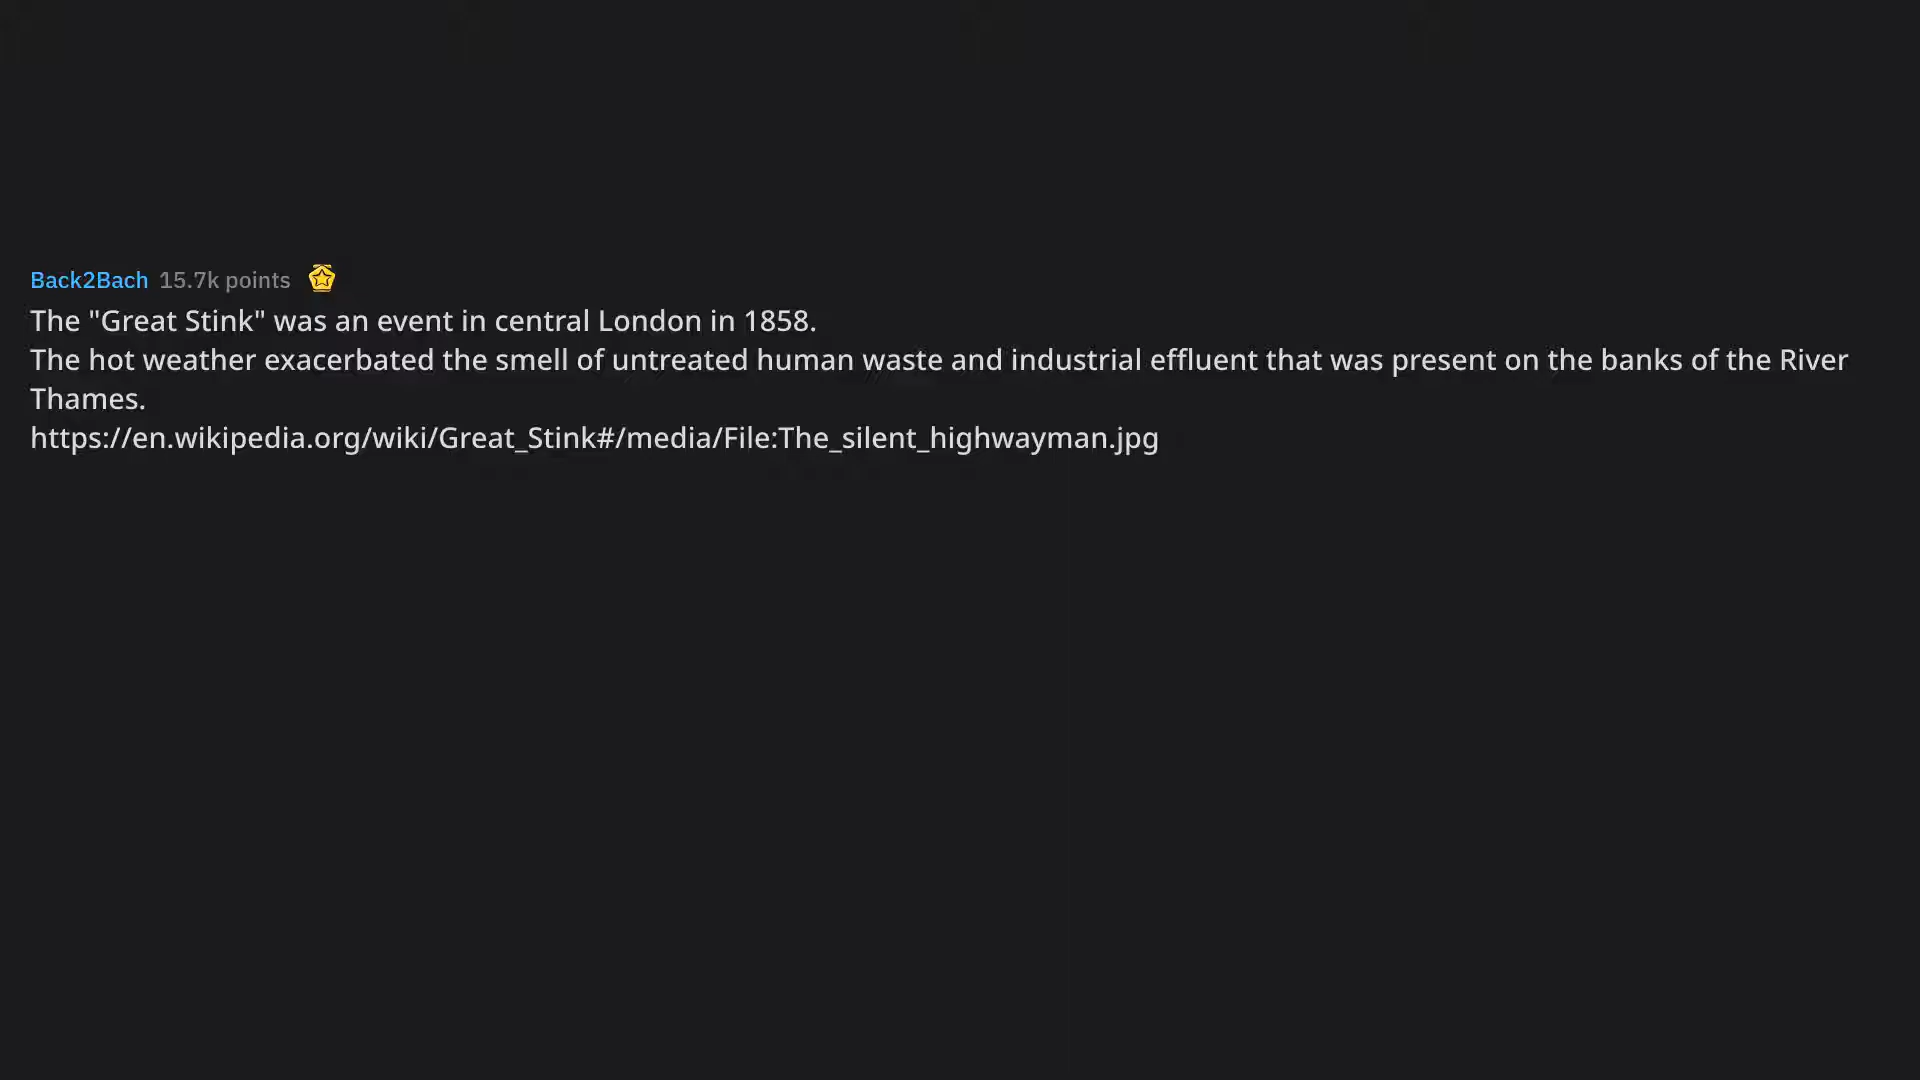 Back2Bach 15.7k points
The "Great Stink" was an event in central London in 1858.
The hot weather exacerbated the smell of untreated human waste and industrial effluent that was present on the banks of the River
Thames.
https://en.wikipedia.org/wiki/Great_Stink#/media/File:The_silent_highwayman.jpg